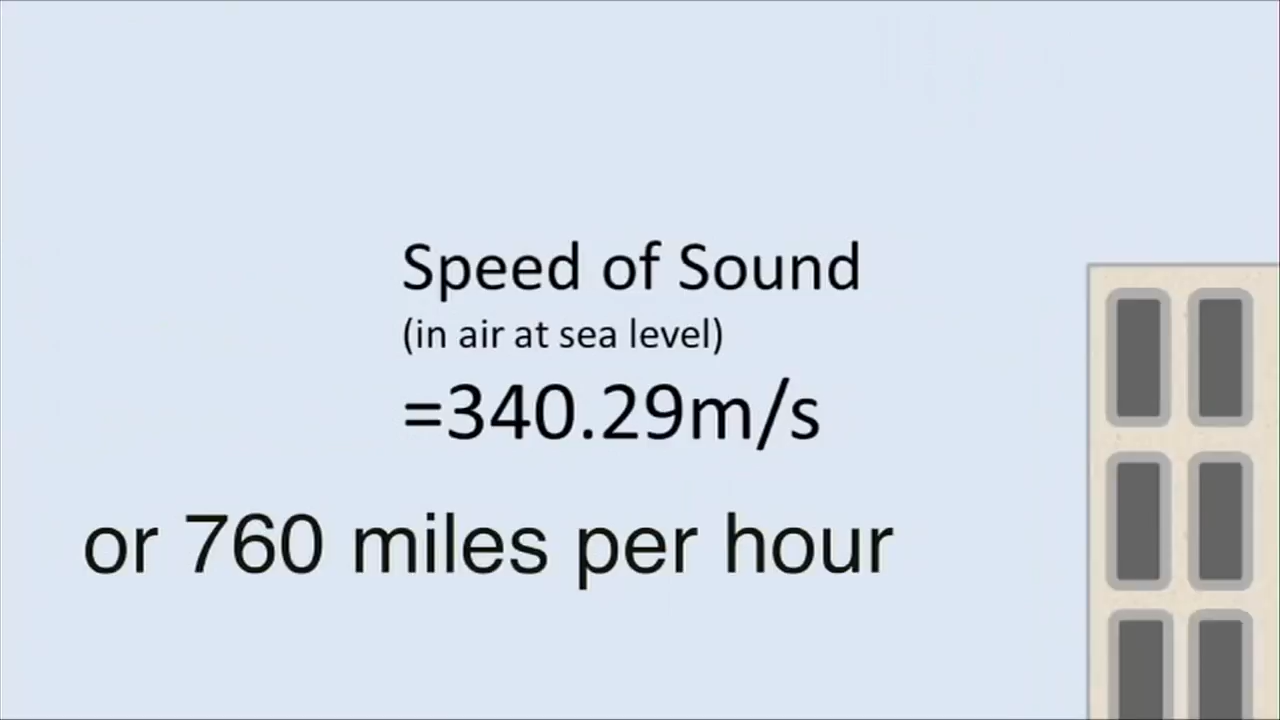 Speed of Sound
(in air at sea level)
=340.29m/s
or 760 miles per hour